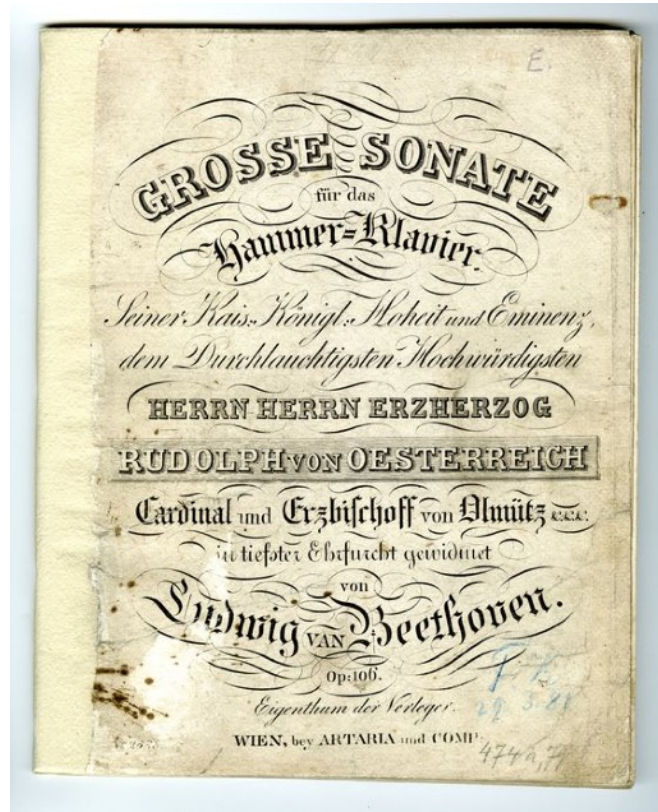 E.
GROSSE SONATE
für das
Hammer=Klavier.
Seiner Kais: Königl: Hoheit und Eminenz,
dem Durchlauchtigsten Hochwürdigsten
HERRN HERRN ERZHERZOG
RUDOLPH VON OESTERREICH
Cardinal und Erzbischoff von Olmütz &c.&c.&c.
in tiefster Ehrfurcht gewidmet
von
Ludwig VAN Beethoven.
Op: 106.
Eigenthum der Verleger.
WIEN, bey ARTARIA und COMP: